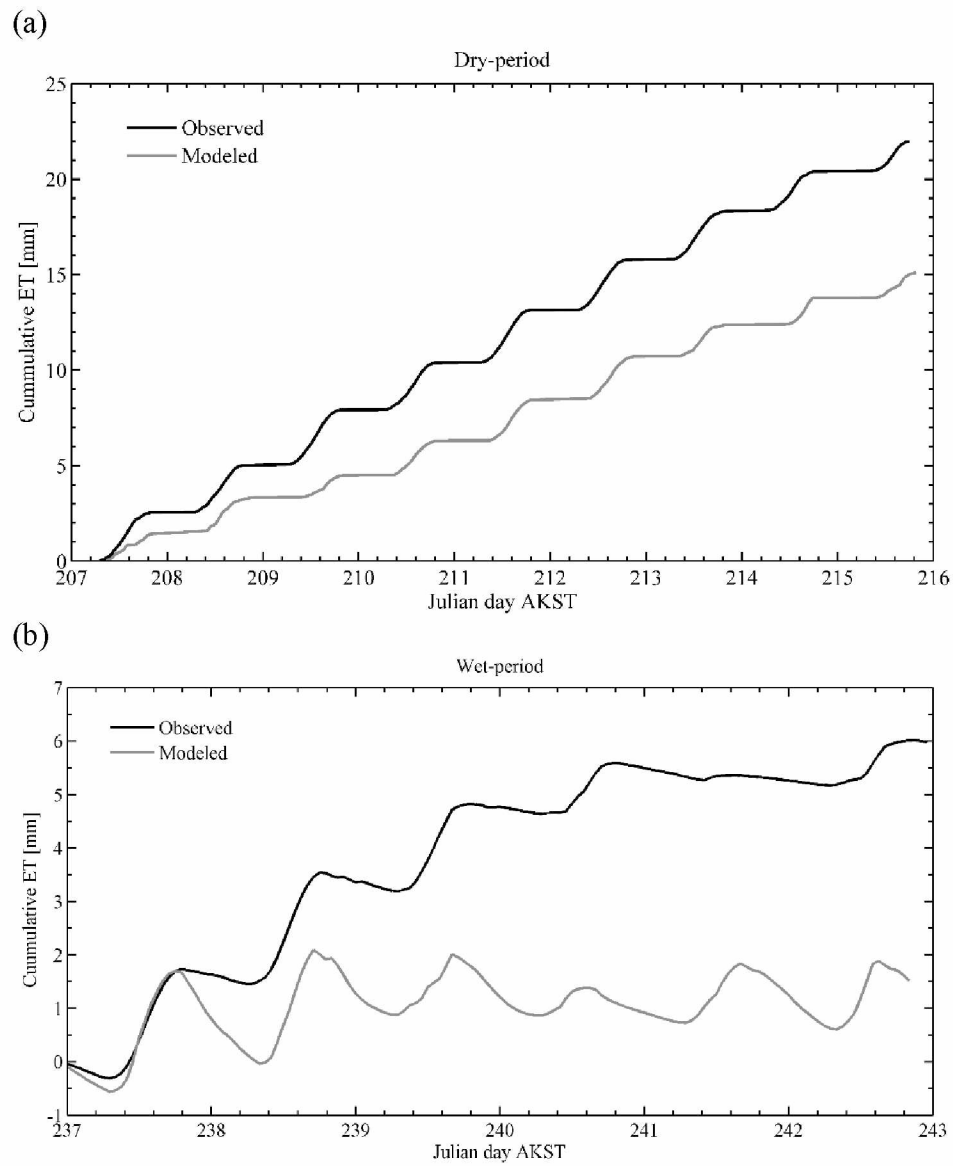 (a)
Dry-period
25
20
15
10
5
0
Cummulative ET [mm]
Observed
Modeled
207 208 209 210 211 212 213 214 215 216
Julian day AKST
(b)
Wet-period
7
6
5
4
3
2
1
0
-1
Cuumulative ET [mm]
Observed
Modeled
237 238 239 240 241 242 243
Julian day AKST